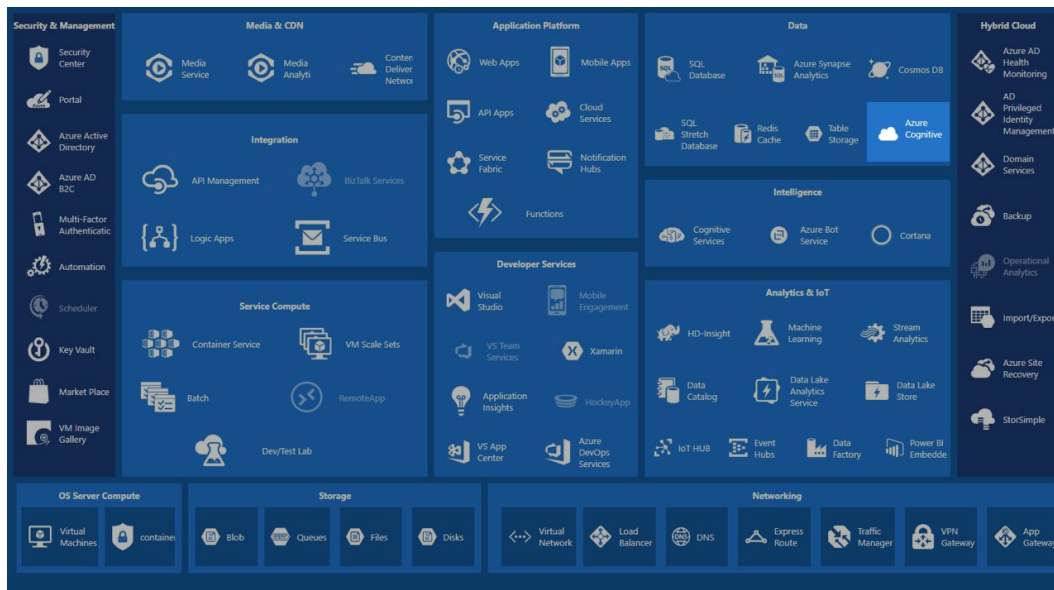 Security & Management
Security
Center
Portal
Azure Active
Directory
Azure AD
B2C
Multi-Factor
Authenticatic
Automation
Scheduler
Key Vault
Market Place
VM Image
Gallery
Media & CDN
Media
Service
Media
Analyti
Conten
Deliver
Networ
Integration
API Management
BizTalk Services
Logic Apps
Service Bus
Service Compute
Container Service
VM Scale Sets
Batch
RemoteApp
Dev/Test Lab
Application Platform
Web Apps
Mobile Apps
API Apps
Cloud
Services
Service
Fabric
Notification
Hubs
Functions
Developer Services
Visual
Studio
Mobile
Engagement
VS Team
Services
Xamarin
Application
Insights
HockeyApp
VS App
Center
Azure
DevOps
Services
Data
SQL
SQL
Database
SQL
Azure Synapse
Analytics
Cosmos DB
SQL
Stretch
Database
Redis
Cache
Table
Storage
Azure
Cognitive
Intelligence
Cognitive
Services
Azure Bot
Service
Cortana
Analytics & IoT
HD-Insight
Machine
Learning
Stream
Analytics
Data
Catalog
Data Lake
Analytics
Service
Data Lake
Store
IoT HUB
Event
Hubs
Data
Factory
Power BI
Embedde
Hybrid Cloud
Azure AD
Health
Monitoring
AD
Privileged
Identity
Management
Domain
Services
Backup
Operational
Analytics
Import/Expor
Azure Site
Recovery
StorSimple
OS Server Compute
Virtual
Machines
container
Storage
Blob
Queues
Files
Disks
Networking
Virtual
Network
Load
Balancer
DNS
DNS
Express
Route
Traffic
Manager
VPN
Gateway
App
Gateway